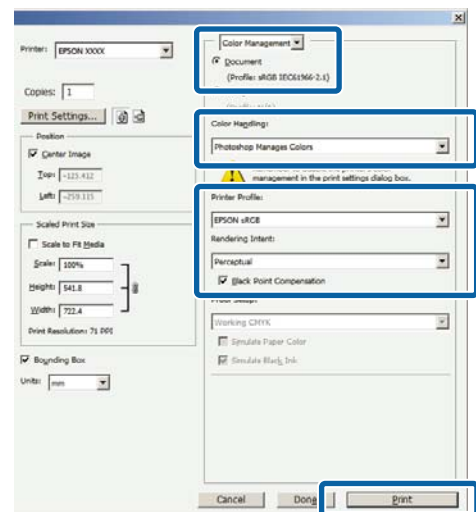 Printer: EPSON XXXX
Copies: 1
Print Settings...
Position
Center Image
Top: -123.412
Left: -259.115
Scaled Print Size
Scale to Fit Media
Scale: 100%
Height: 541.8
Width: 722.4
Print Resolution: 71 PPI
Bounding Box
Units: mm
Color Management
Document
(Profile: sRGB IEC61966-2.1)
Color Handling:
Photoshop Manages Colors
management in the print settings dialog box.
Printer Profile:
EPSON sRGB
Rendering Intent:
Perceptual
Black Point Compensation
Working CMYK
Simulate Paper Color
Simulate Black Ink
Cancel
Done
Print